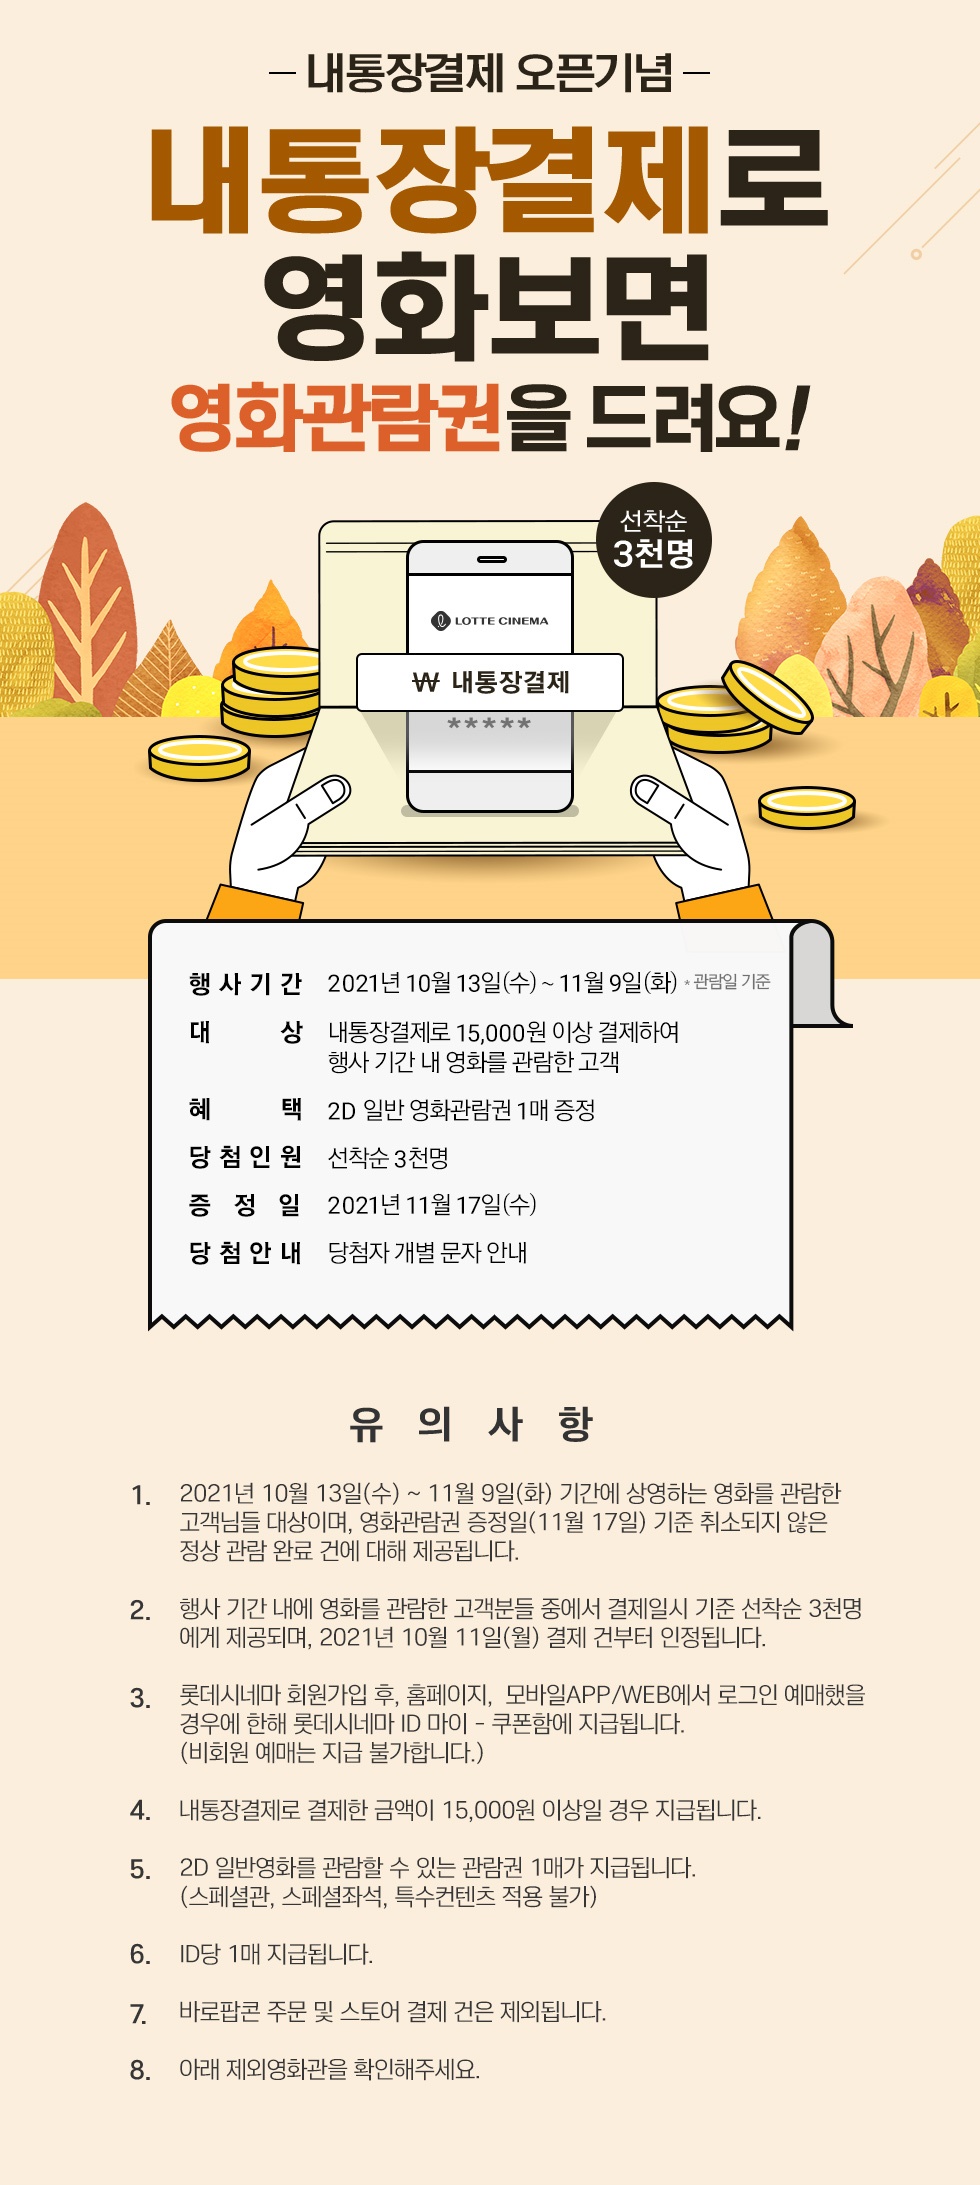 내통장결제 오픈기념
내통장결제로
영화보면
영화관람권을 드려요!
선착순
3천명
LOTTE CINEMA
₩ 내통장결제
*****
행사기간 2021년 10월 13일(수) ~ 11월 9일(화) * 관람일 기준
대상 내통장결제로 15,000원 이상 결제하여
행사 기간 내 영화를 관람한 고객
혜택 2D 일반 영화관람권 1매 증정
당첨인원 선착순 3천명
증정일 2021년 11월 17일(수)
당첨안내 당첨자 개별 문자 안내
유의사항
1. 2021년 10월 13일(수) ~ 11월 9일(화) 기간에 상영하는 영화를 관람한
고객님들 대상이며, 영화관람권 증정일(11월 17일) 기준 취소되지 않은
정상 관람 완료 건에 대해 제공됩니다.
2. 행사 기간 내에 영화를 관람한 고객분들 중에서 결제일시 기준 선착순 3천명
에게 제공되며, 2021년 10월 11일(월) 결제 건부터 인정됩니다.
3. 롯데시네마 회원가입 후, 홈페이지, 모바일APP/WEB에서 로그인 예매했을
경우에 한해 롯데시네마 ID 마이 - 쿠폰함에 지급됩니다.
(비회원 예매는 지급 불가합니다.)
4. 내통장결제로 결제한 금액이 15,000원 이상일 경우 지급됩니다.
5. 2D 일반영화를 관람할 수 있는 관람권 1매가 지급됩니다.
(스페셜관, 스페셜좌석, 특수컨텐츠 적용 불가)
6. ID당 1매 지급됩니다.
7. 바로팝콘 주문 및 스토어 결제 건은 제외됩니다.
8. 아래 제외영화관을 확인해주세요.